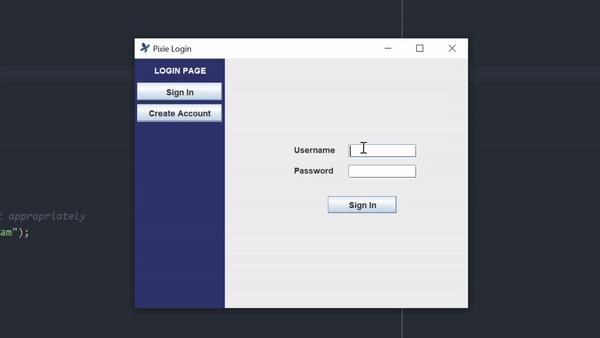 Pixie Login
LOGIN PAGE
Sign In
Create Account
Username
Password
Sign In
t appropriately
am");